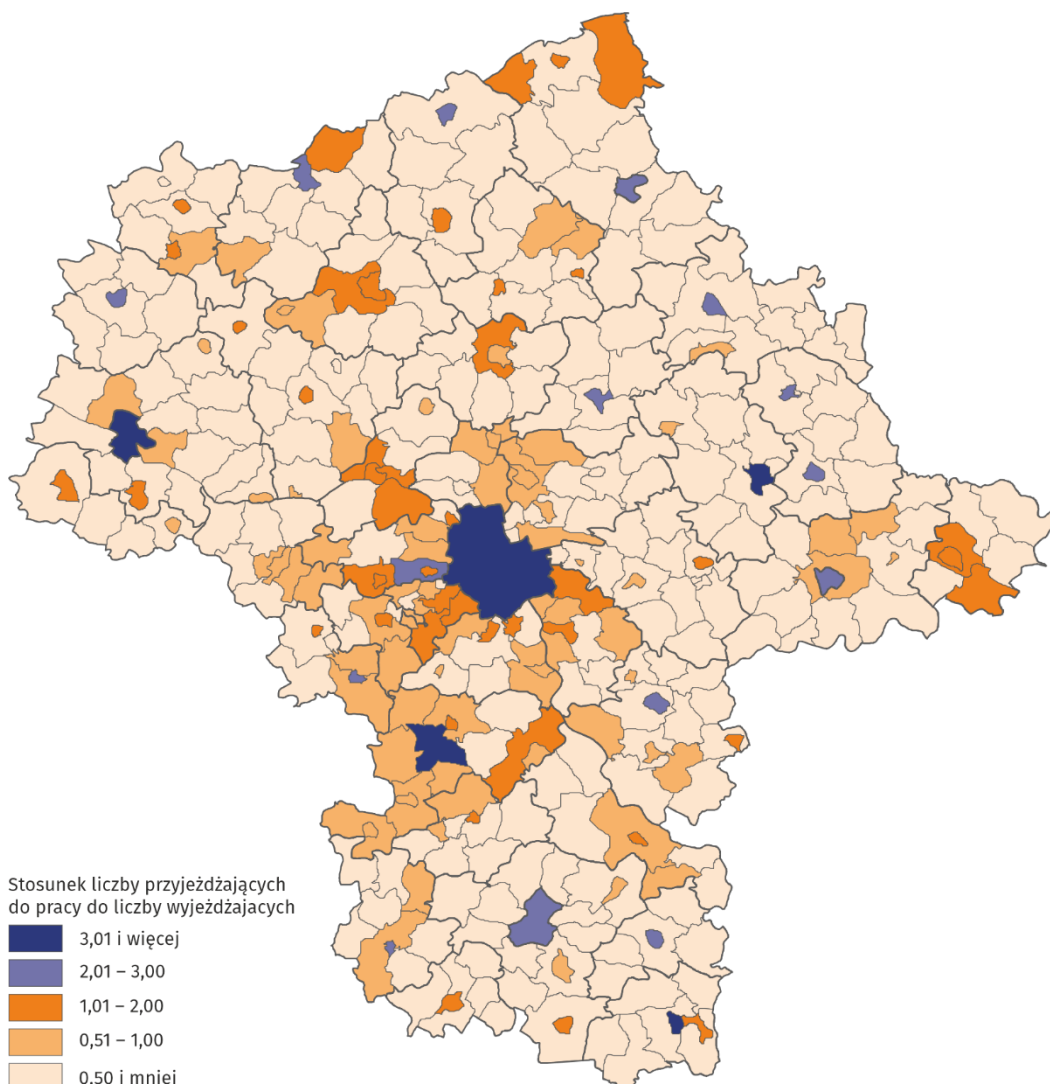 Stosunek liczby przyjeżdżających
do pracy do liczby wyjeżdżajacych
3,01 i więcej
2,01 – 3,00
1,01 – 2,00
0,51 – 1,00
0,50 i mniej